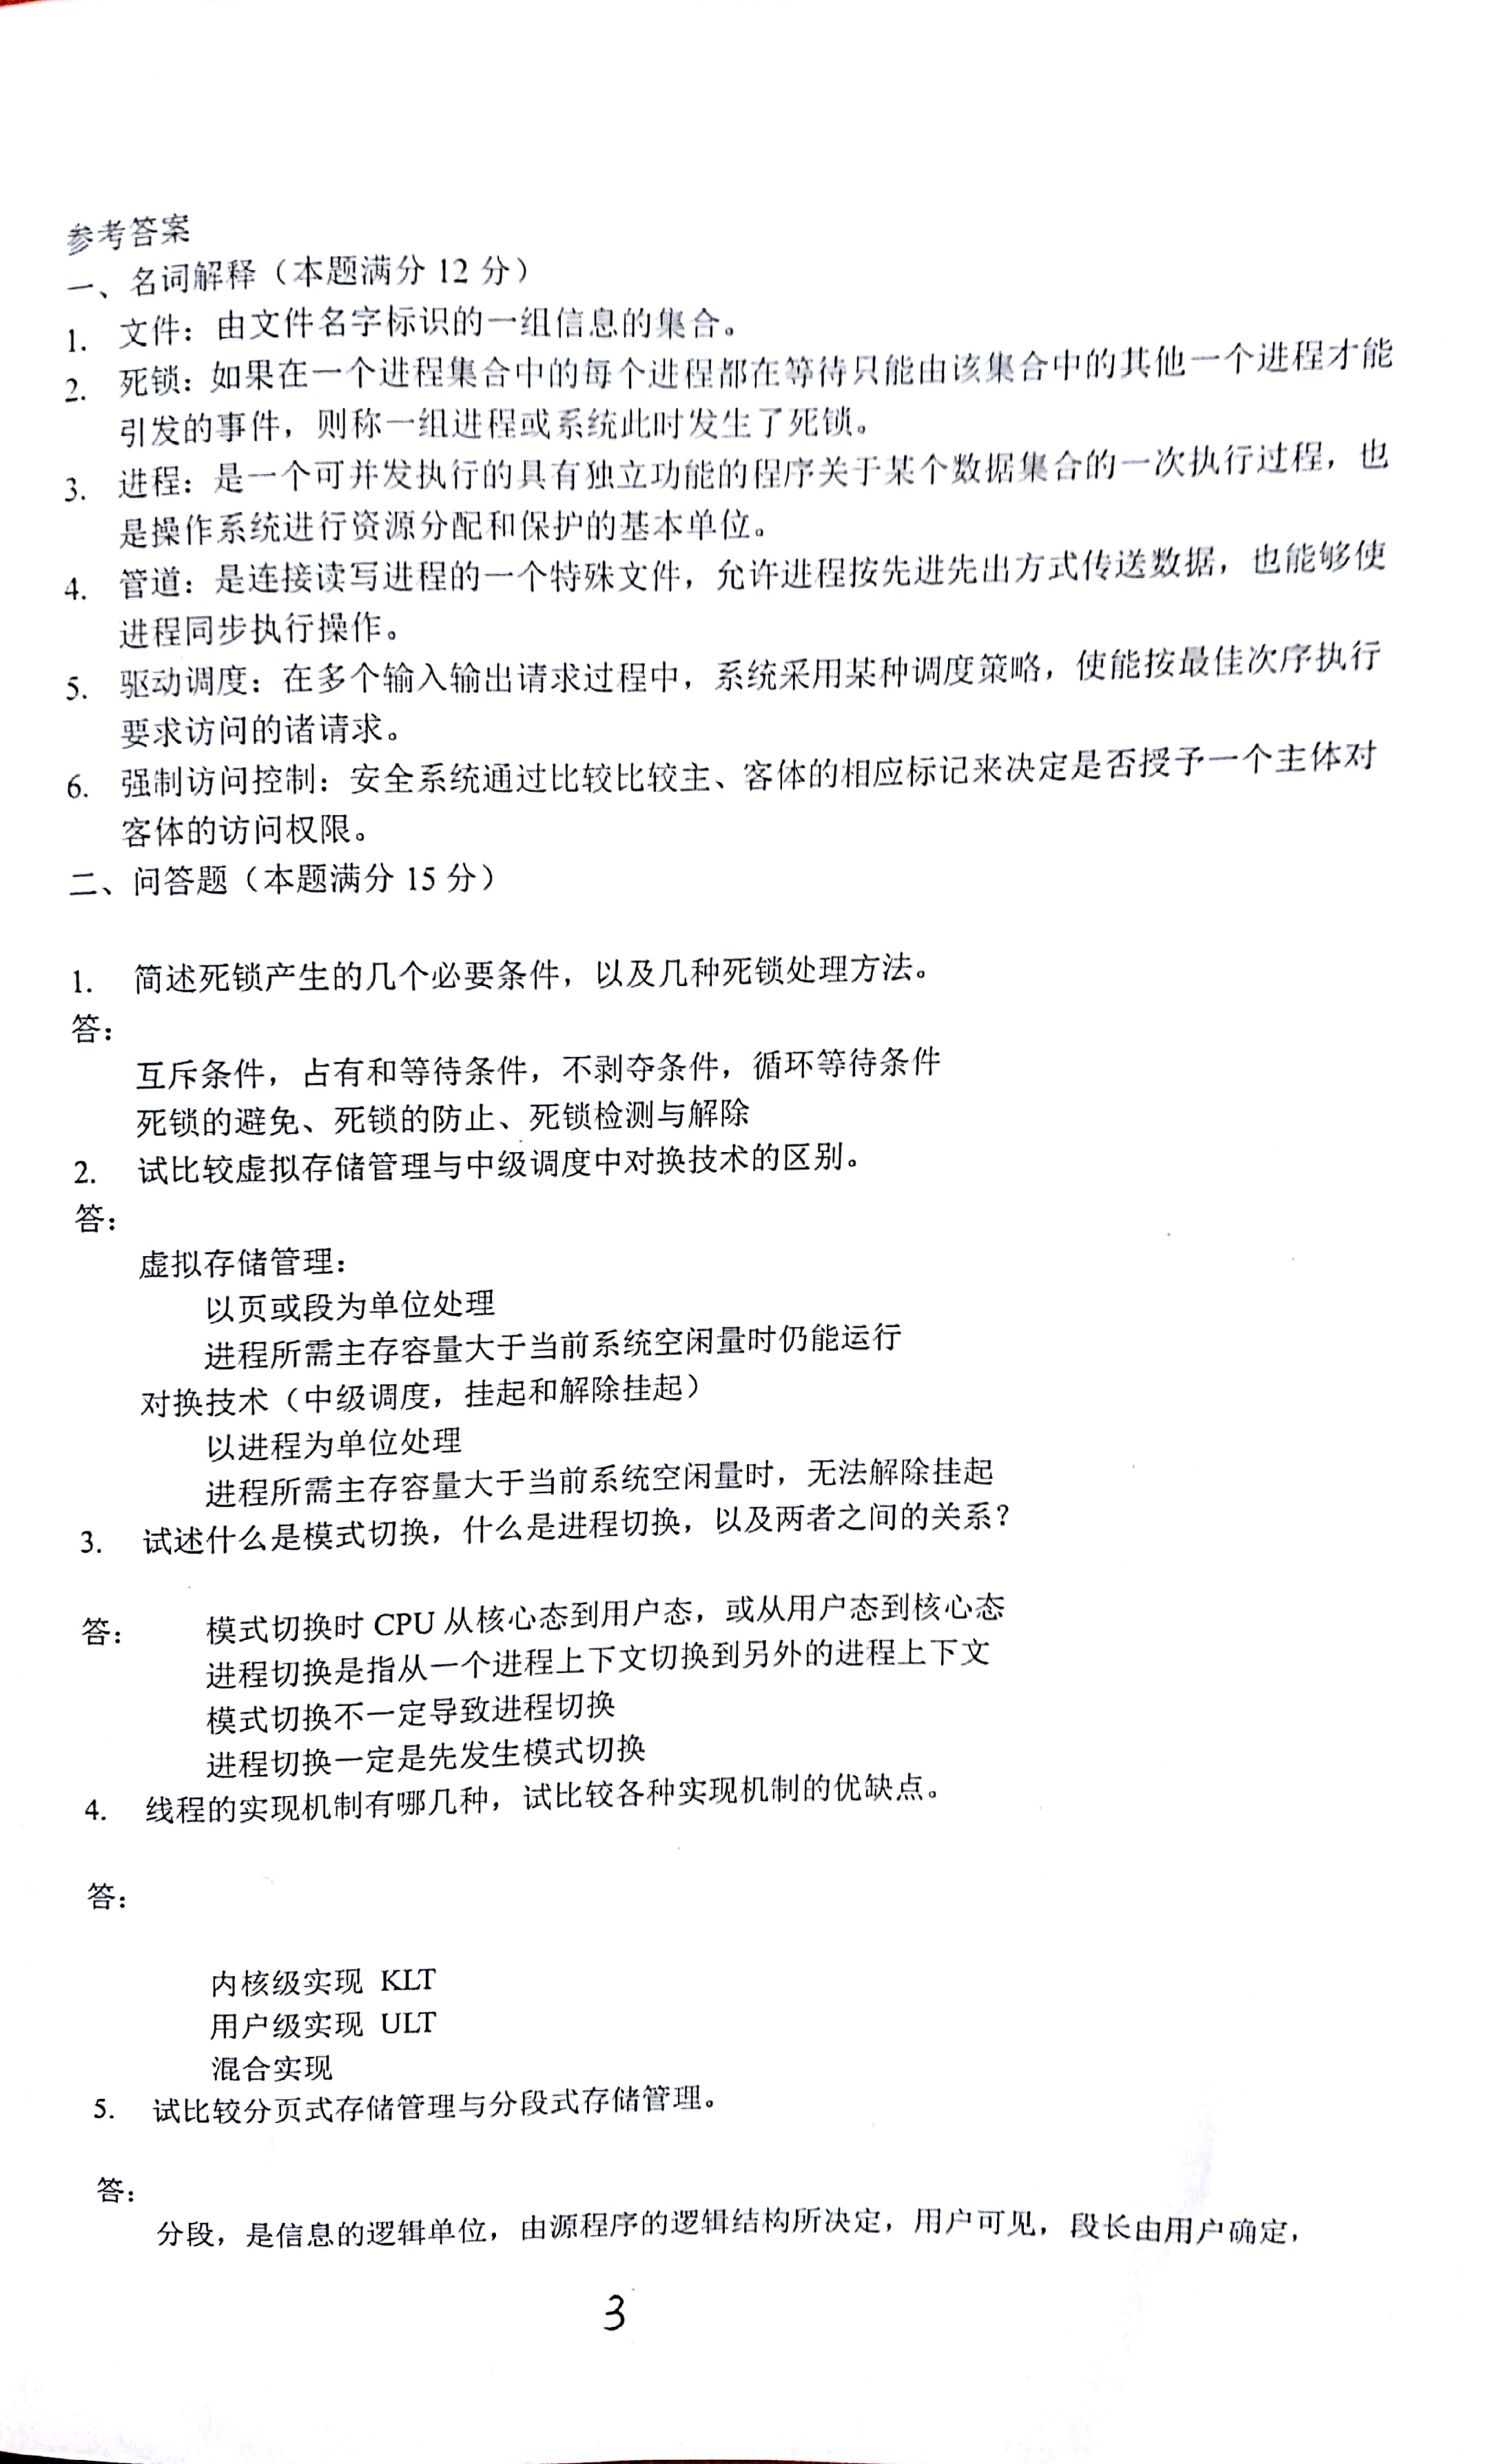 参考答案
一、名词解释（本题满分 12 分）
1. 文件：由文件名字标识的一组信息的集合。
2. 死锁：如果在一个进程集合中的每个进程都在等待只能由该集合中的其他一个进程才能
引发的事件，则称一组进程或系统此时发生了死锁。
3. 进程：是一个可并发执行的具有独立功能的程序关于某个数据集合的一次执行过程，也
是操作系统进行资源分配和保护的基本单位。
4. 管道：是连接读写进程的一个特殊文件，允许进程按先进先出方式传送数据，也能够使
进程同步执行操作。
5. 驱动调度：在多个输入输出请求过程中，系统采用某种调度策略，使能按最佳次序执行
要求访问的诸请求。
6. 强制访问控制：安全系统通过比较比较主、客体的相应标记来决定是否授予一个主体对
客体的访问权限。
二、问答题（本题满分 15 分）
1. 简述死锁产生的几个必要条件，以及几种死锁处理方法。
答：
互斥条件，占有和等待条件，不剥夺条件，循环等待条件
死锁的避免、死锁的防止、死锁检测与解除
2. 试比较虚拟存储管理与中级调度中对换技术的区别。
答：
虚拟存储管理：
以页或段为单位处理
进程所需主存容量大于当前系统空闲量时仍能运行
对换技术（中级调度，挂起和解除挂起）
以进程为单位处理
进程所需主存容量大于当前系统空闲量时，无法解除挂起
3. 试述什么是模式切换，什么是进程切换，以及两者之间的关系？
答： 模式切换时 CPU 从核心态到用户态，或从用户态到核心态
进程切换是指从一个进程上下文切换到另外的进程上下文
模式切换不一定导致进程切换
进程切换一定是先发生模式切换
4. 线程的实现机制有哪几种，试比较各种实现机制的优缺点。
答：
内核级实现 KLT
用户级实现 ULT
混合实现
5. 试比较分页式存储管理与分段式存储管理。
答：
分段，是信息的逻辑单位，由源程序的逻辑结构所决定，用户可见，段长由用户确定，
3